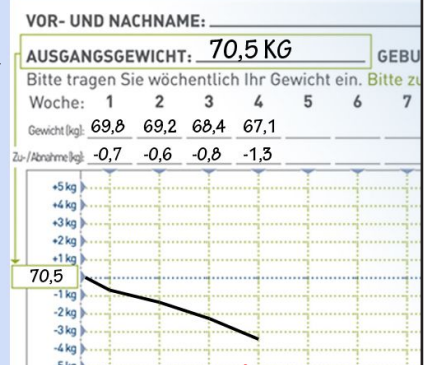 VOR- UND NACHNAME:
AUSGANGSGEWICHT: 70,5 KG GEBU
Bitte tragen Sie wöchentlich Ihr Gewicht ein. Bitte zu
Woche: 1 2 3 4 5 6 7
Gewicht (kg): 69,8 69,2 68,4 67,1
Zu-/Abnahme (kg): -0,7 -0,6 -0,8 -1,3
+5 kg
+4 kg
+3 kg
+2 kg
+1 kg
70,5
-1 kg
-2 kg
-3 kg
-4 kg